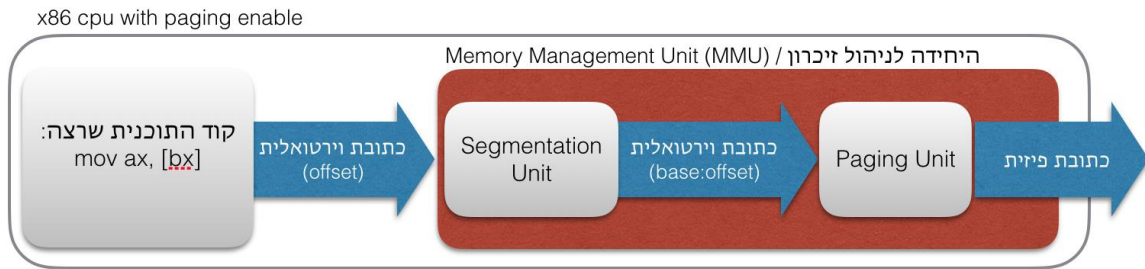 x86 cpu with paging enable
Memory Management Unit (MMU) / היחידה לניהול זיכרון
קוד התוכנית שרצה:
mov ax, [bx]
כתובת וירטואלית
(offset)
Segmentation
Unit
כתובת וירטואלית
(base:offset)
Paging Unit
כתובת פיזית